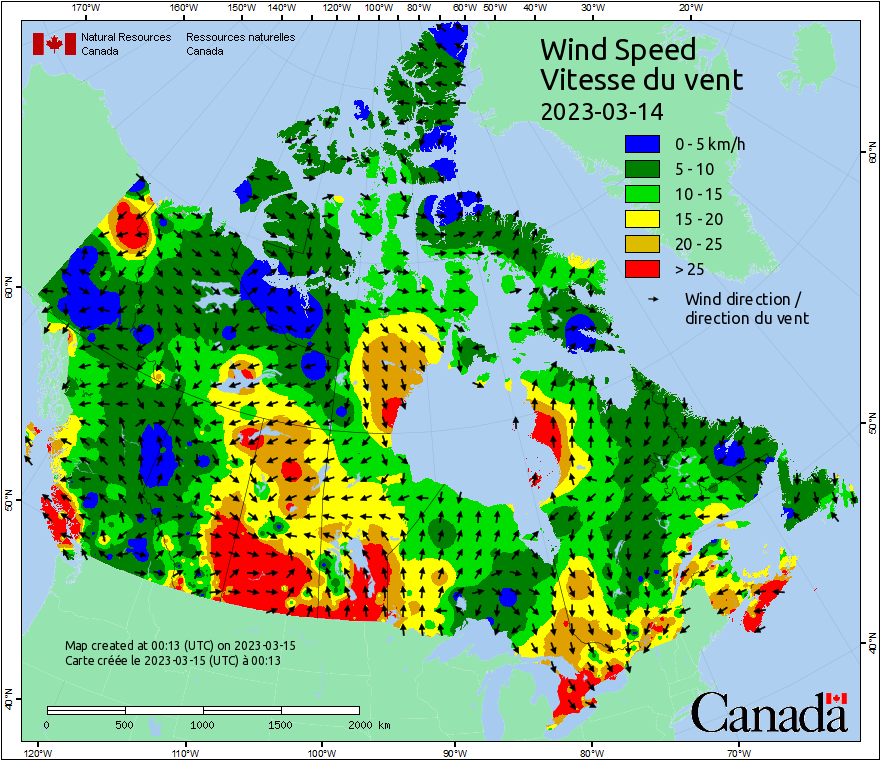 170°W 160°W 150°W 140°W 120°W 100°W 80°W 60°W 50°W 40°W 30°W 20°W
Natural Resources Ressources naturelles
Canada Canada
Wind Speed
Vitesse du vent
2023-03-14
0 - 5 km/h
5 - 10
10 - 15
15 - 20
20 - 25
> 25
Wind direction /
direction du vent
60°N
60°N
50°N
50°N
40°N
40°N
Map created at 00:13 (UTC) on 2023-03-15
Carte créée le 2023-03-15 (UTC) à 00:13
0 500 1000 1500 2000 km
Canada
120°W 110°W 100°W 90°W 80°W 70°W